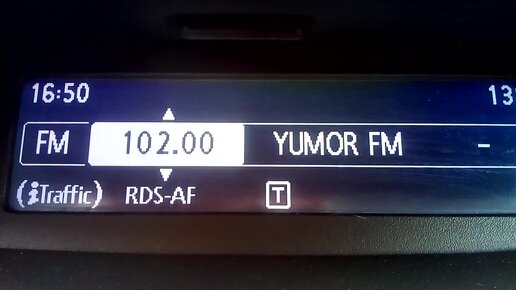 16:50 13
FM 102.00 YUMOR FM -
(iTraffic) RDS-AF T